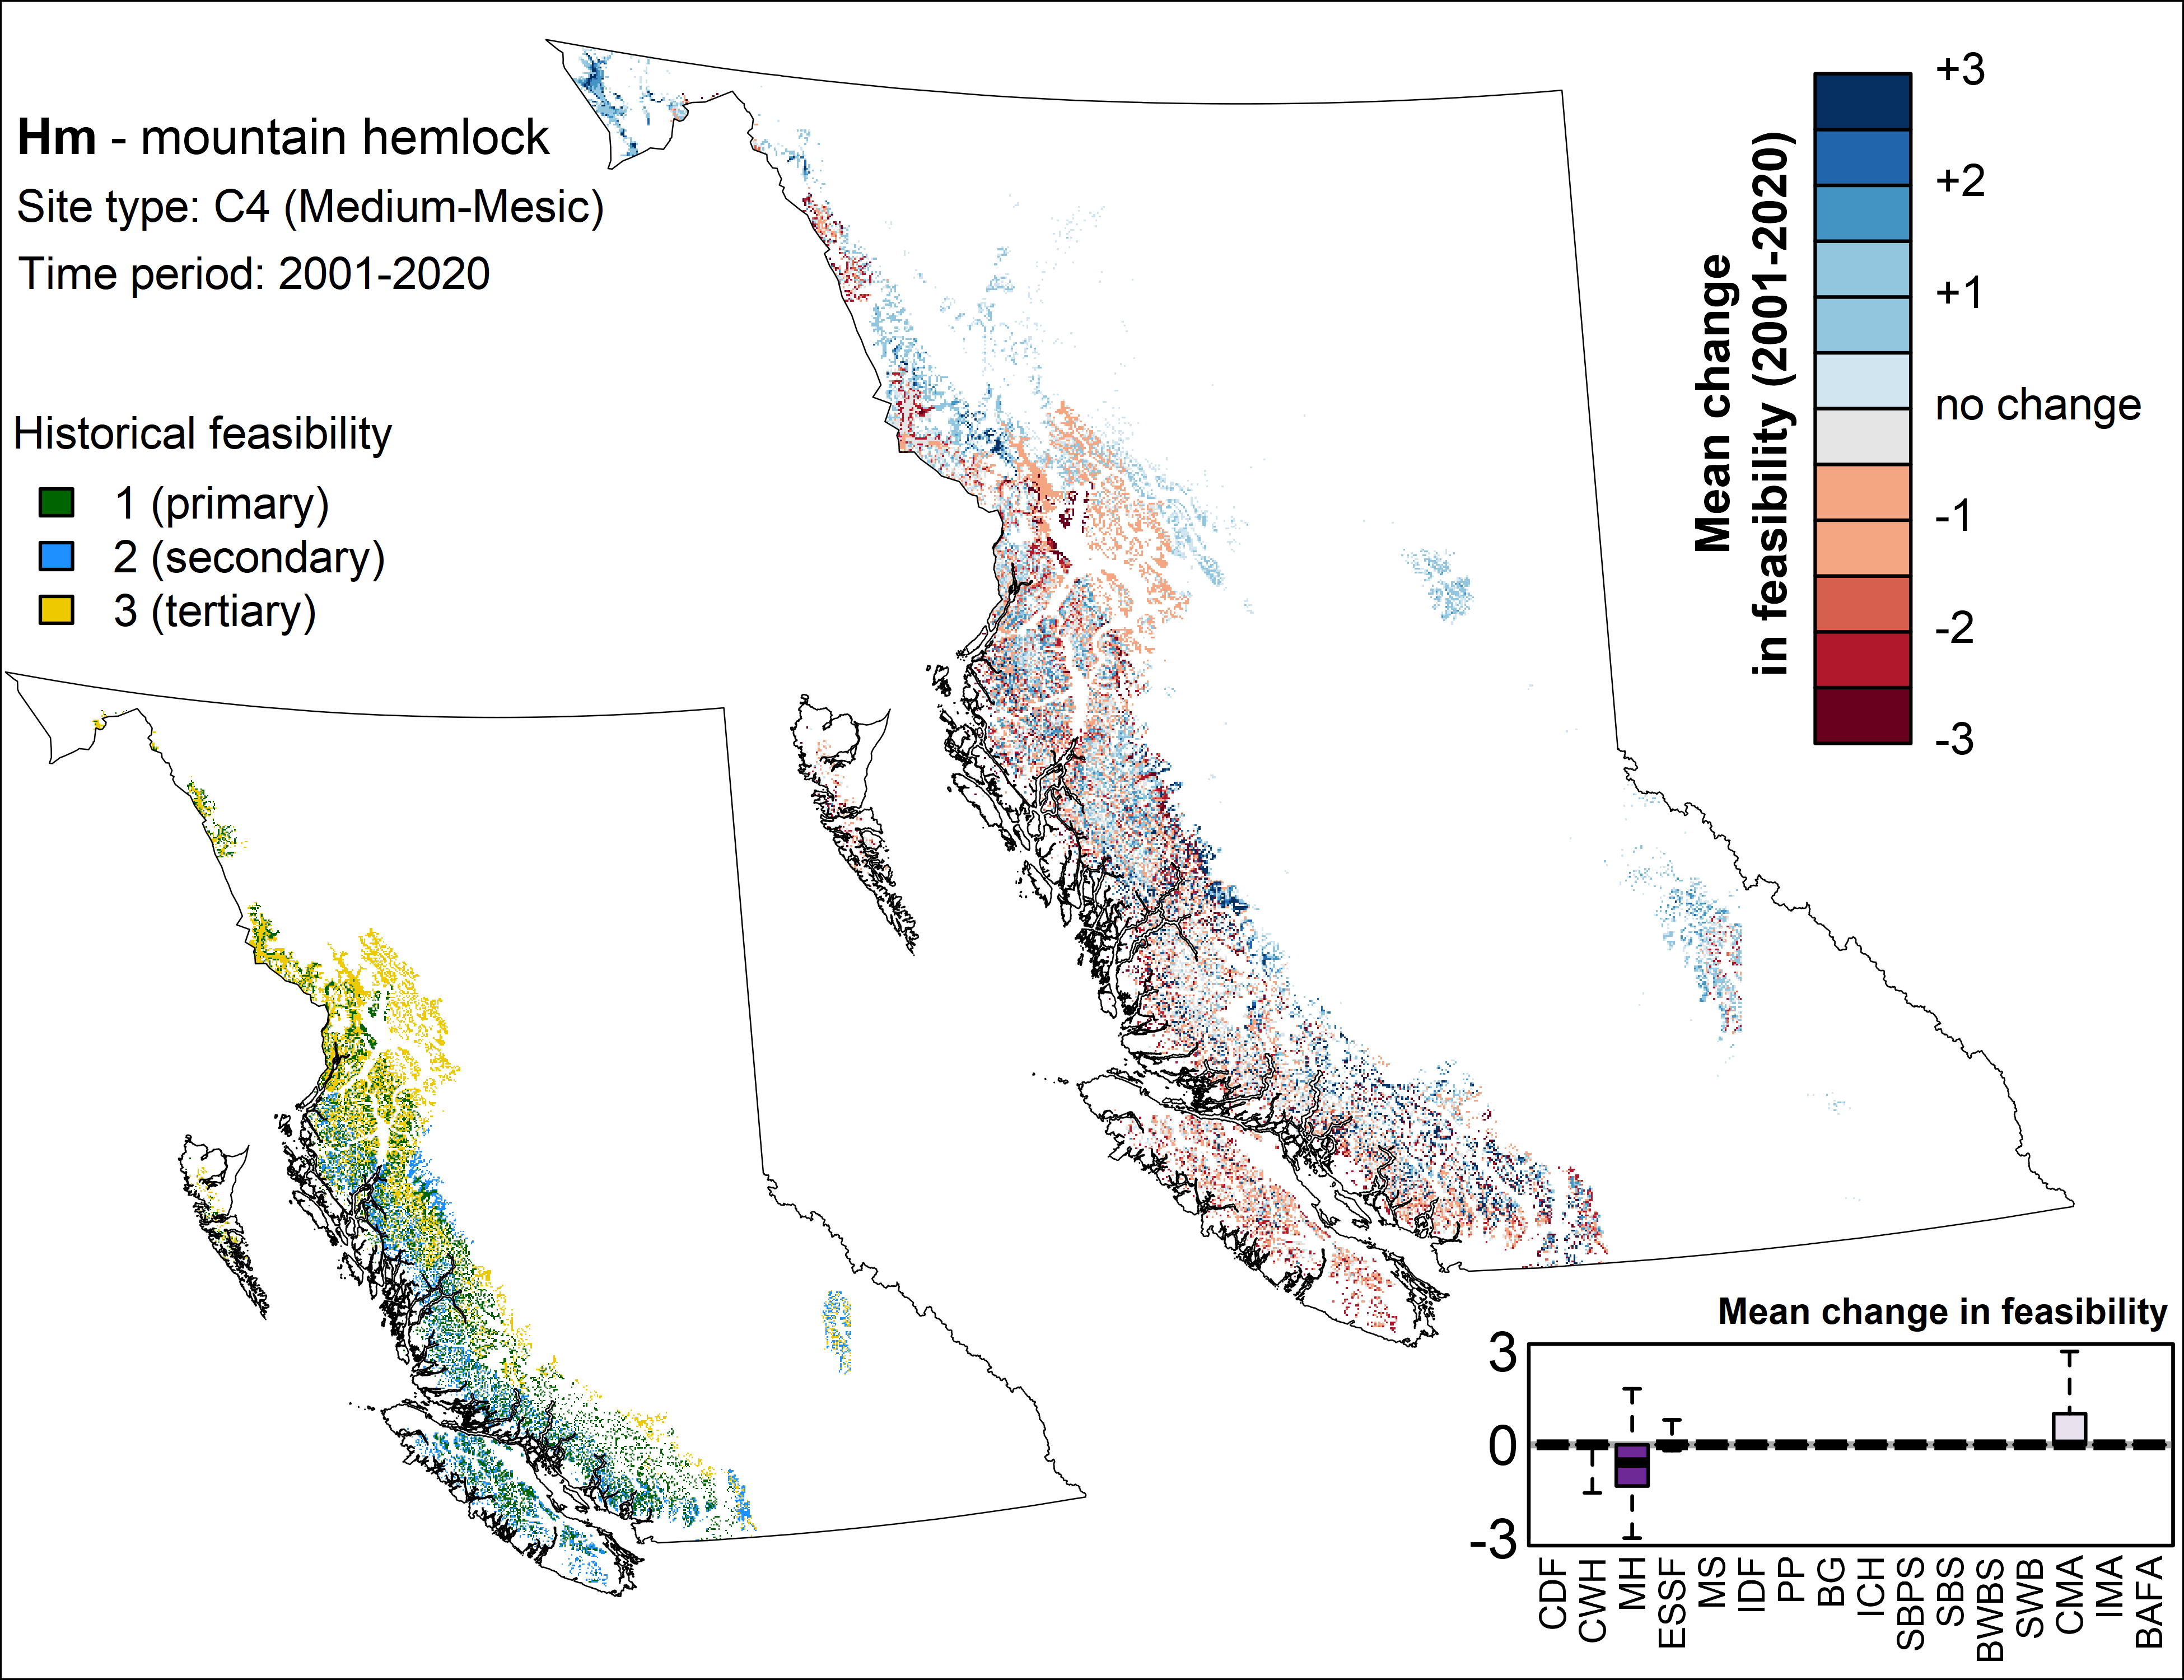 Hm - mountain hemlock
Site type: C4 (Medium-Mesic)
Time period: 2001-2020
Historical feasibility
1 (primary)
2 (secondary)
3 (tertiary)
Mean change
in feasibility (2001-2020)
+3
+2
+1
no change
-1
-2
-3
Mean change in feasibility
3
0
-3
CDF
CWH
MH
ESSF
MS
IDF
PP
BG
ICH
SBPS
SBS
BWBS
SWB
CMA
IMA
BAFA